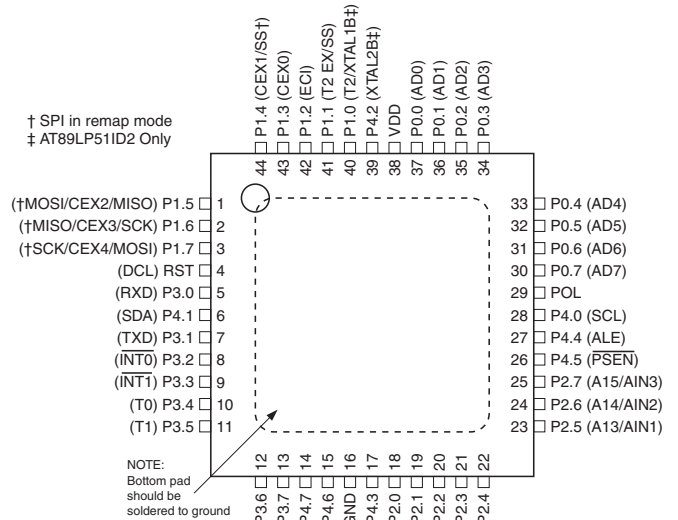 P1.4 (CEX1/SS†)
P1.3 (CEX0)
P1.2 (ECI)
P1.1 (T2 EX/SS)
P1.0 (T2/XTAL1B‡)
P4.2 (XTAL2B‡)
VDD
P0.0 (AD0)
P0.1 (AD1)
P0.2 (AD2)
P0.3 (AD3)
† SPI in remap mode
‡ AT89LP51ID2 Only
44 43 42 41 40 39 38 37 36 35 34
(†MOSI/CEX2/MISO) P1.5 1
(†MISO/CEX3/SCK) P1.6 2
(†SCK/CEX4/MOSI) P1.7 3
(DCL) RST 4
(RXD) P3.0 5
(SDA) P4.1 6
(TXD) P3.1 7
(INT0) P3.2 8
(INT1) P3.3 9
(T0) P3.4 10
(T1) P3.5 11
33 P0.4 (AD4)
32 P0.5 (AD5)
31 P0.6 (AD6)
30 P0.7 (AD7)
29 POL
28 P4.0 (SCL)
27 P4.4 (ALE)
26 P4.5 (PSEN)
25 P2.7 (A15/AIN3)
24 P2.6 (A14/AIN2)
23 P2.5 (A13/AIN1)
NOTE:
Bottom pad
should be
soldered to ground
12 13 14 15 16 17 18 19 20 21 22
P3.6
P3.7
P4.7
P4.6
GND
P4.3
P2.0
P2.1
P2.2
P2.3
P2.4